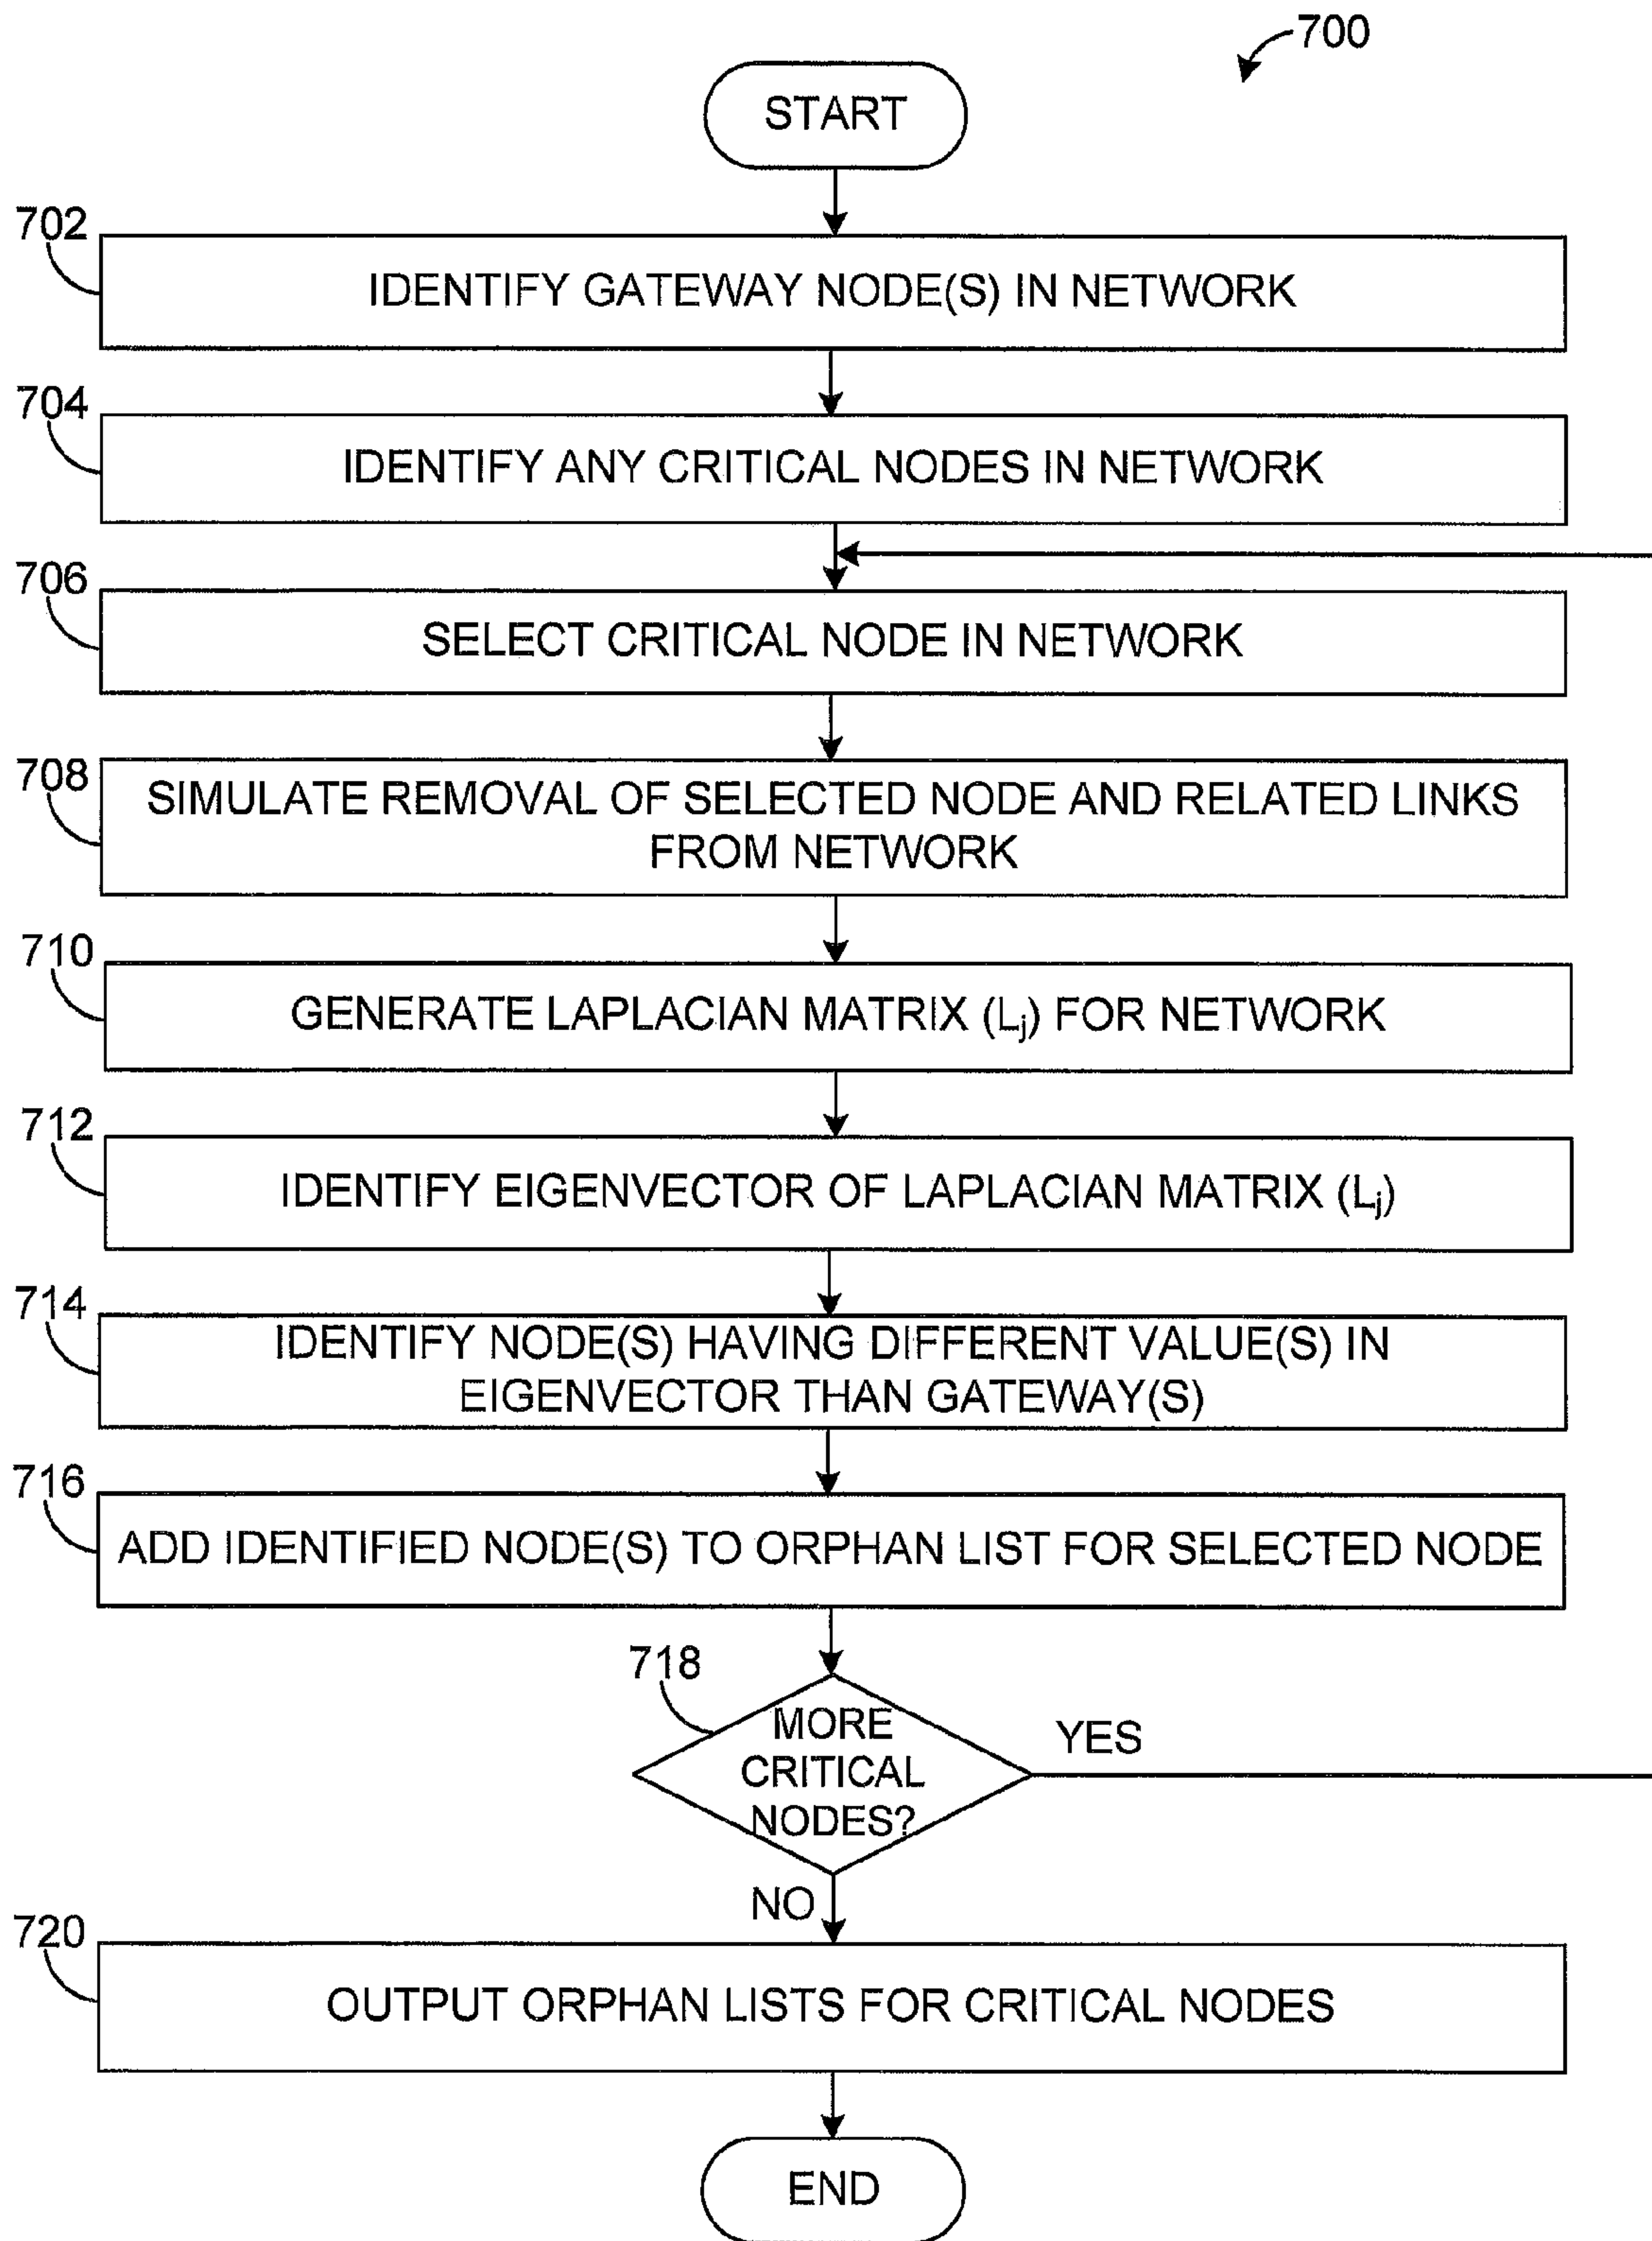 700
START
702
IDENTIFY GATEWAY NODE(S) IN NETWORK
704
IDENTIFY ANY CRITICAL NODES IN NETWORK
706
SELECT CRITICAL NODE IN NETWORK
708
SIMULATE REMOVAL OF SELECTED NODE AND RELATED LINKS
FROM NETWORK
710
GENERATE LAPLACIAN MATRIX (Lj) FOR NETWORK
712
IDENTIFY EIGENVECTOR OF LAPLACIAN MATRIX (Lj)
714
IDENTIFY NODE(S) HAVING DIFFERENT VALUE(S) IN
EIGENVECTOR THAN GATEWAY(S)
716
ADD IDENTIFIED NODE(S) TO ORPHAN LIST FOR SELECTED NODE
718
MORE
CRITICAL
NODES?
YES
NO
720
OUTPUT ORPHAN LISTS FOR CRITICAL NODES
END